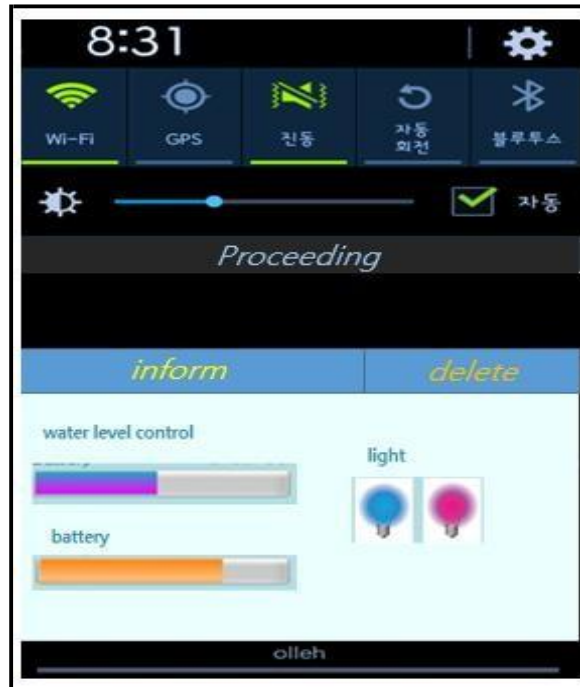 8:31
Wi-Fi
GPS
진동
자동
회전
블루투스
자동
Proceeding
inform
delete
water level control
light
battery
olleh